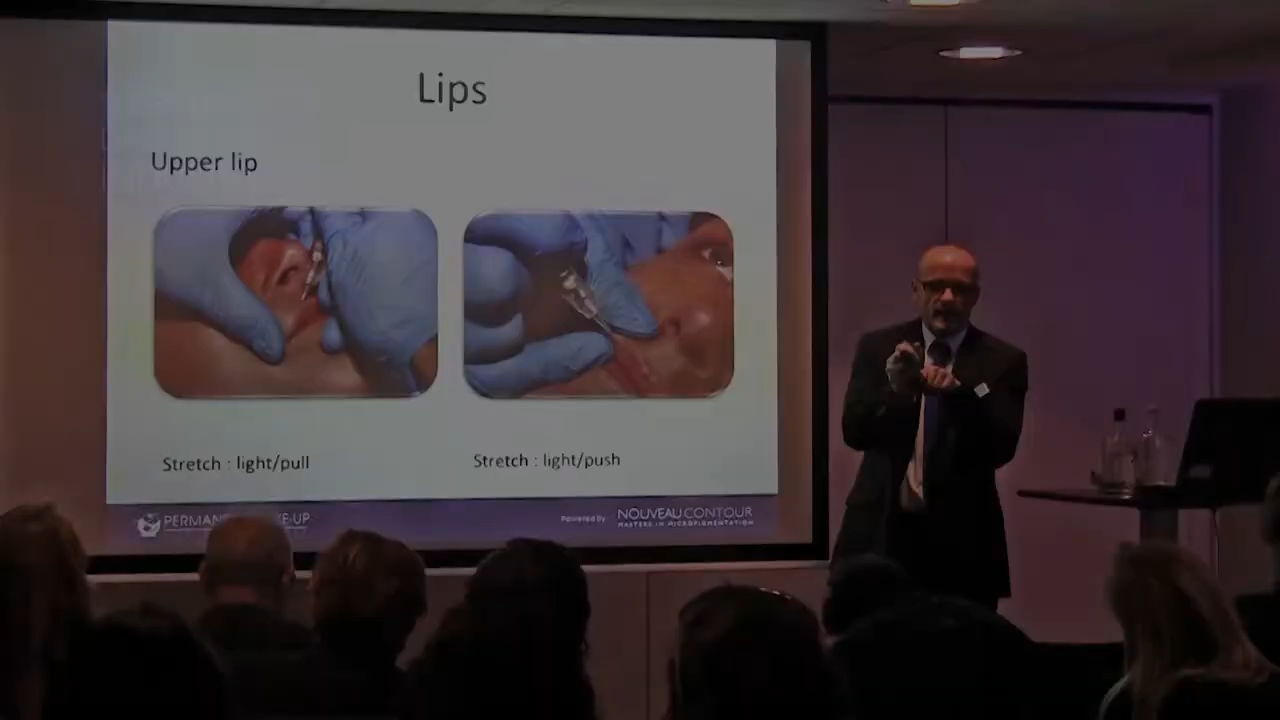 Lips
Upper lip
Stretch : light/pull
Stretch : light/push
Powered by
NOUVEAU CONTOUR
MASTERS IN MICROPIGMENTATION